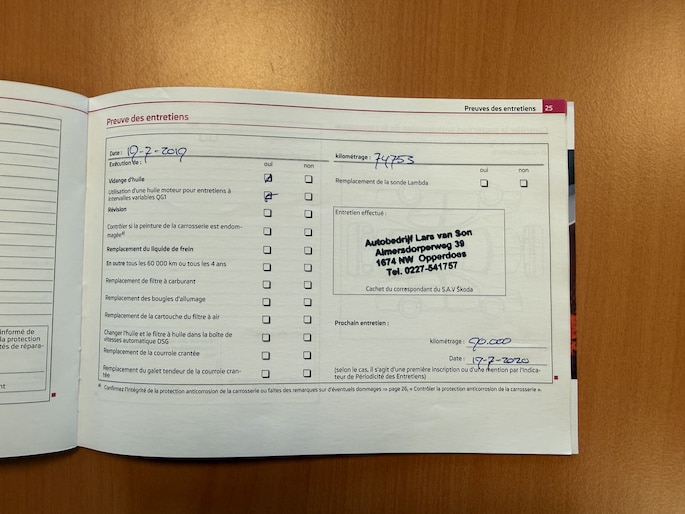 Preuves des entretiens 25
Preuve des entretiens
Date : 19-7-2019
Exécution de :
oui non
Vidange d'huile
Utilisation d'une huile moteur pour entretiens à
intervalles variables QG1
Révision
Contrôler si la peinture de la carrosserie est endom-
magée
Remplacement du liquide de frein
En outre tous les 60 000 km ou tous les 4 ans
Remplacement de filtre à carburant
Remplacement des bougies d'allumage
Remplacement de la cartouche du filtre à air
Changer l'huile et le filtre à huile dans la boîte de
vitesses automatique DSG
Remplacement de la courroie crantée
Remplacement du galet tendeur de la courroie cran-
tée
kilométrage : 74753
oui non
Remplacement de la sonde Lambda
Entretien effectué :
Autobedrijf Lars van Son
Almersdorperweg 39
1674 NW Opperdoes
Tel. 0227-541757
Cachet du correspondant du S.A.V Škoda
Prochain entretien :
kilométrage : 90.000
Date : 19-7-2020
(selon le cas, il s'agit d'une première inscription ou d'une mention par l'Indica-
teur de Périodicité des Entretiens)
Confirmez l'intégrité de la protection anticorrosion de la carrosserie ou faites des remarques sur d'éventuels dommages ⇒ page 26, « Contrôler la protection anticorrosion de la carrosserie ».
informé de
la protection
tés de répara-
nt